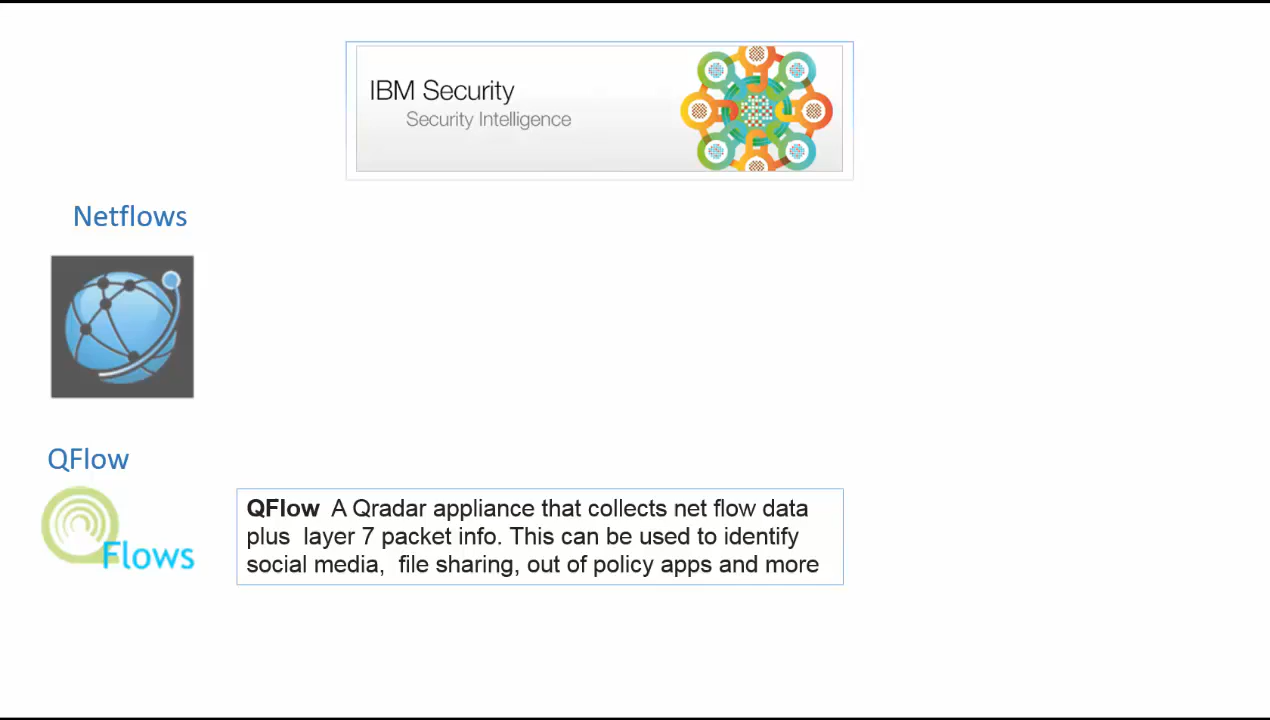 IBM Security
Security Intelligence
Netflows
QFlow
Flows
QFlow A Qradar appliance that collects net flow data
plus layer 7 packet info. This can be used to identify
social media, file sharing, out of policy apps and more